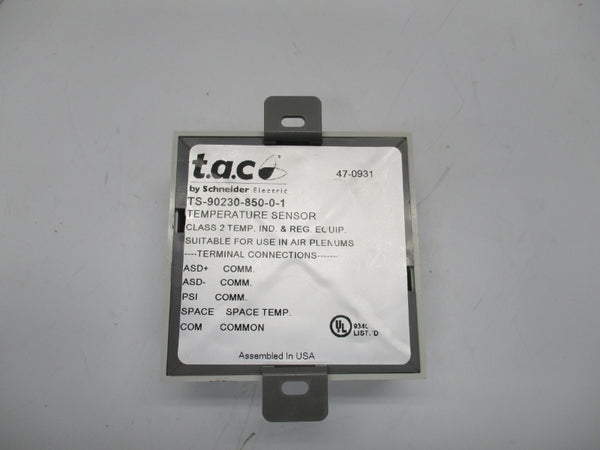 t.a.c
by Schneider Electric
47-0931
TS-90230-850-0-1
TEMPERATURE SENSOR
CLASS 2 TEMP. IND. & REG. EQUIP.
SUITABLE FOR USE IN AIR PLENUMS
----TERMINAL CONNECTIONS-------
ASD+ COMM.
ASD- COMM.
PSI COMM.
SPACE SPACE TEMP.
COM COMMON
UL
LISTED
Assembled In USA